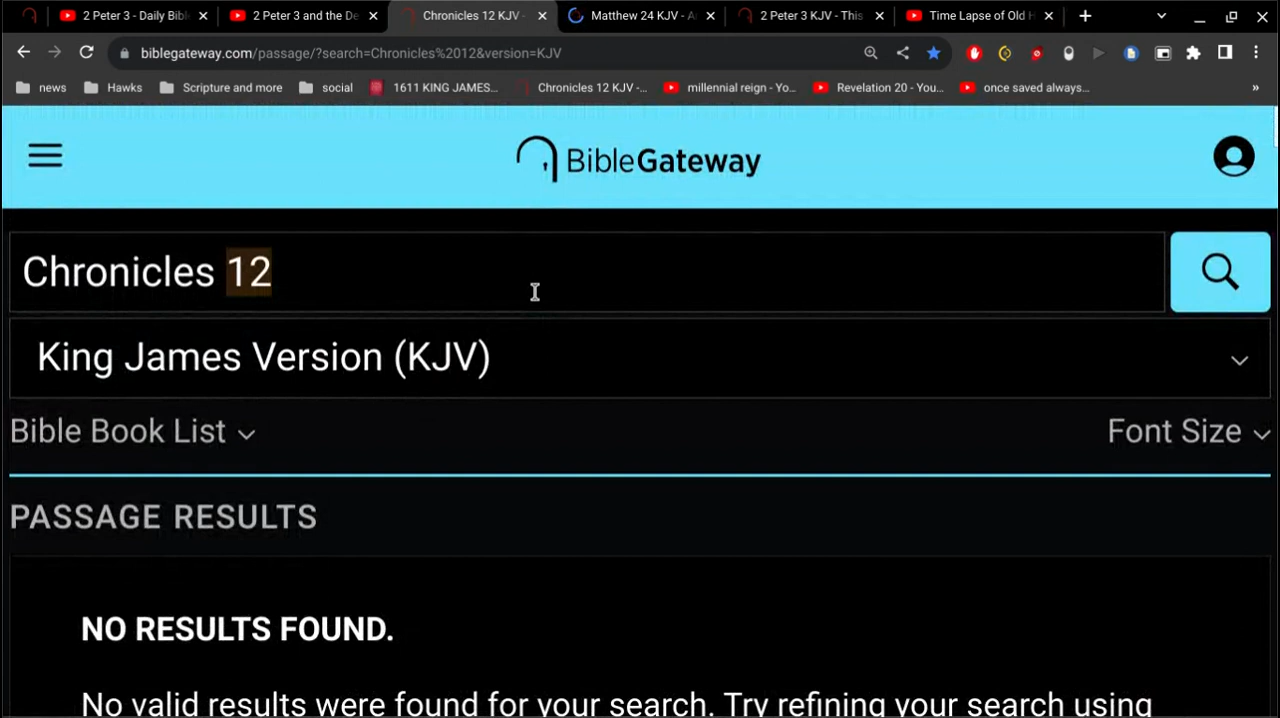 2 Peter 3 - Daily Bibl
2 Peter 3 and the De
Chronicles 12 KJV -
Matthew 24 KJV - A
2 Peter 3 KJV - This
Time Lapse of Old H
biblegateway.com/passage/?search=Chronicles%2012&version=KJV
news
Hawks
Scripture and more
social
1611 KING JAMES...
Chronicles 12 KJV -...
millennial reign - Yo...
Revelation 20 - You...
once saved always...
»
BibleGateway
Chronicles 12
King James Version (KJV)
Bible Book List
Font Size
PASSAGE RESULTS
NO RESULTS FOUND.
No valid results were found for your search. Try refining your search using